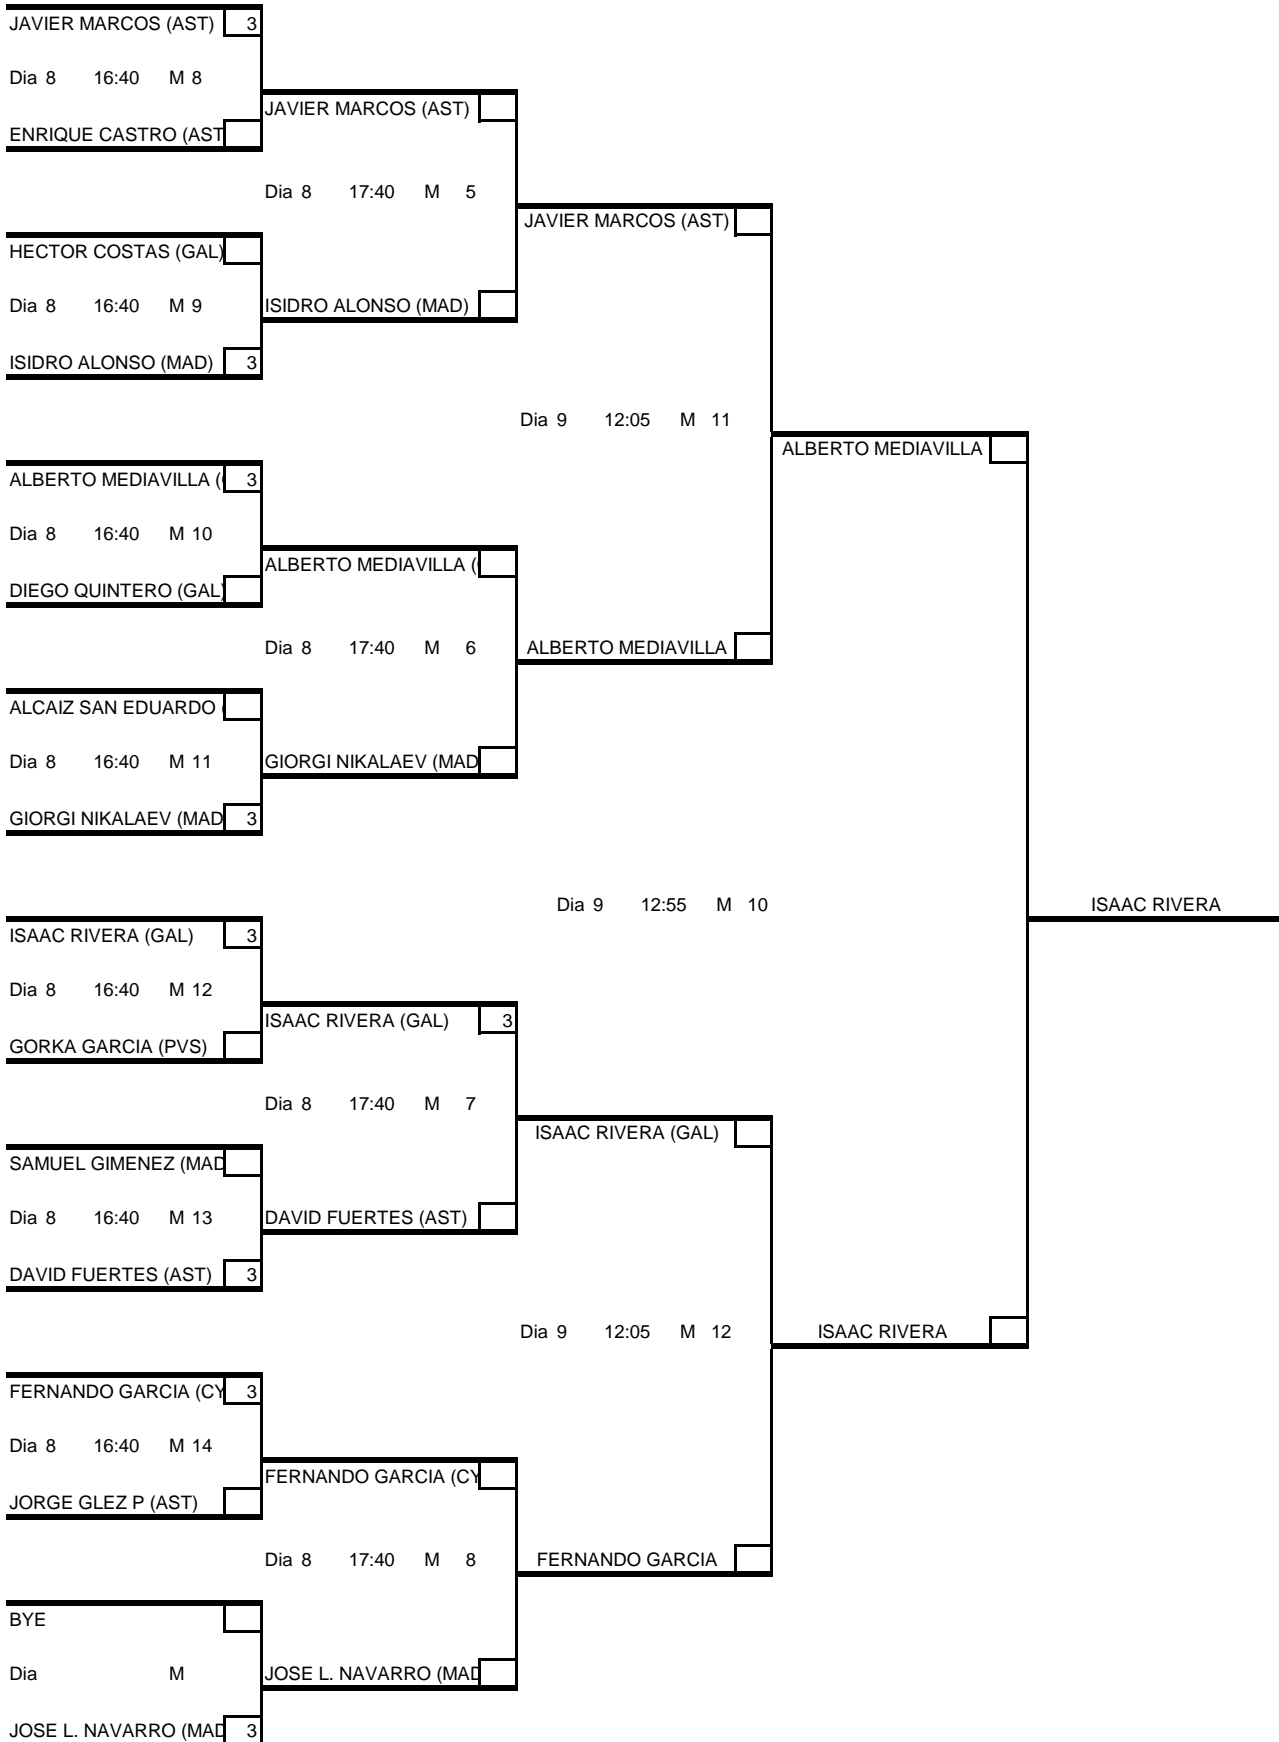 JAVIER MARCOS (AST) 3
Dia 8 16:40 M 8
JAVIER MARCOS (AST)
ENRIQUE CASTRO (AST
Dia 8 17:40 M 5
JAVIER MARCOS (AST)
HECTOR COSTAS (GAL)
Dia 8 16:40 M 9
ISIDRO ALONSO (MAD)
ISIDRO ALONSO (MAD) 3
Dia 9 12:05 M 11
ALBERTO MEDIAVILLA
ALBERTO MEDIAVILLA ( 3
Dia 8 16:40 M 10
ALBERTO MEDIAVILLA (
DIEGO QUINTERO (GAL)
Dia 8 17:40 M 6
ALBERTO MEDIAVILLA
ALCAIZ SAN EDUARDO (
Dia 8 16:40 M 11
GIORGI NIKALAEV (MAD
GIORGI NIKALAEV (MAD 3
Dia 9 12:55 M 10
ISAAC RIVERA
ISAAC RIVERA (GAL) 3
Dia 8 16:40 M 12
ISAAC RIVERA (GAL) 3
GORKA GARCIA (PVS)
Dia 8 17:40 M 7
ISAAC RIVERA (GAL)
SAMUEL GIMENEZ (MAD
Dia 8 16:40 M 13
DAVID FUERTES (AST)
DAVID FUERTES (AST) 3
Dia 9 12:05 M 12
ISAAC RIVERA
FERNANDO GARCIA (CY 3
Dia 8 16:40 M 14
FERNANDO GARCIA (CY
JORGE GLEZ P (AST)
Dia 8 17:40 M 8
FERNANDO GARCIA
BYE
Dia M
JOSE L. NAVARRO (MAD
JOSE L. NAVARRO (MAD 3